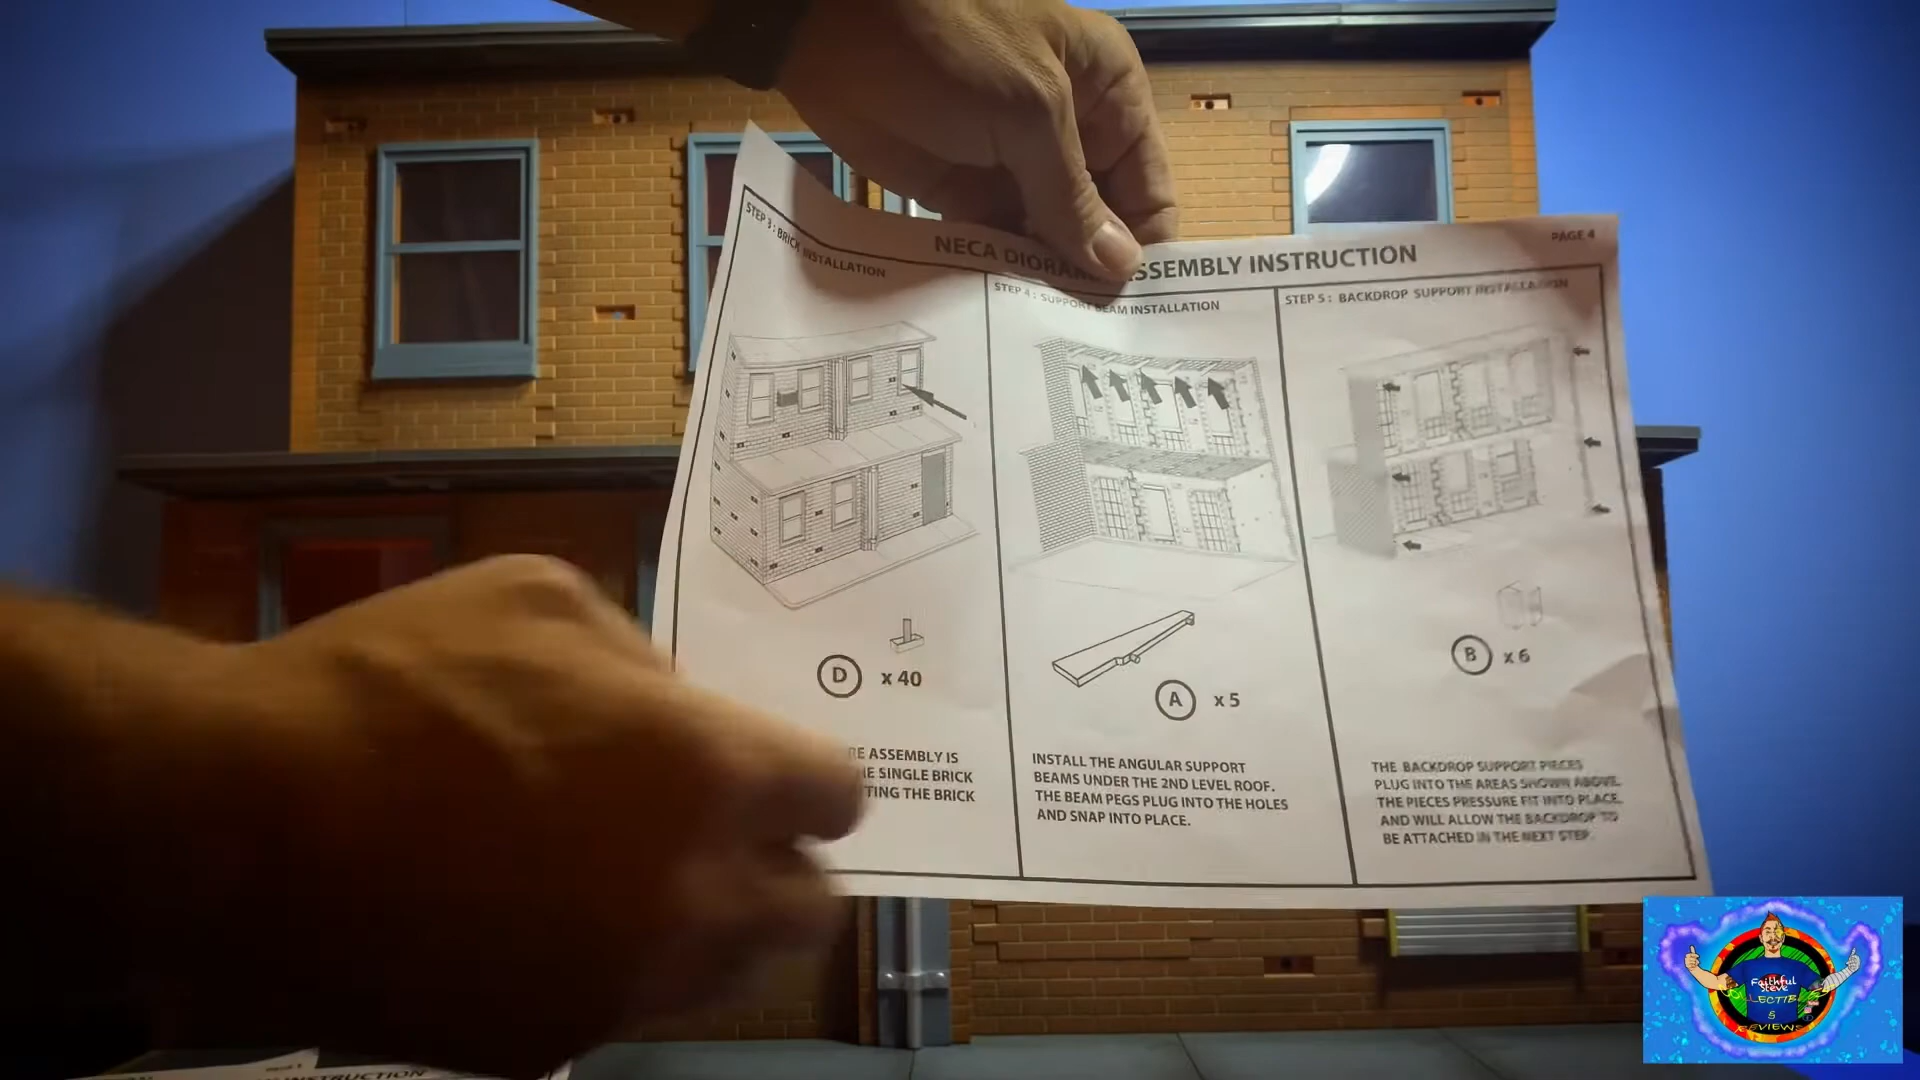 NECA DIORAMA ASSEMBLY INSTRUCTION
PAGE 4
STEP 3 : BRICK INSTALLATION
D x 40
RE ASSEMBLY IS
SINGLE BRICK
TING THE BRICK
STEP 4 : SUPPORT BEAM INSTALLATION
A x 5
INSTALL THE ANGULAR SUPPORT
BEAMS UNDER THE 2ND LEVEL ROOF.
THE BEAM PEGS PLUG INTO THE HOLES
AND SNAP INTO PLACE.
STEP 5 : BACKDROP SUPPORT INSTALLATION
B x 6
THE BACKDROP SUPPORT PIECES
PLUG INTO THE AREAS SHOWN ABOVE.
THE PIECES PRESSURE FIT INTO PLACE.
AND WILL ALLOW THE BACKDROP TO
BE ATTACHED IN THE NEXT STEP.
INSTRUCTION
Faithful
Steve
COLLECTIBLES
&
REVIEWS